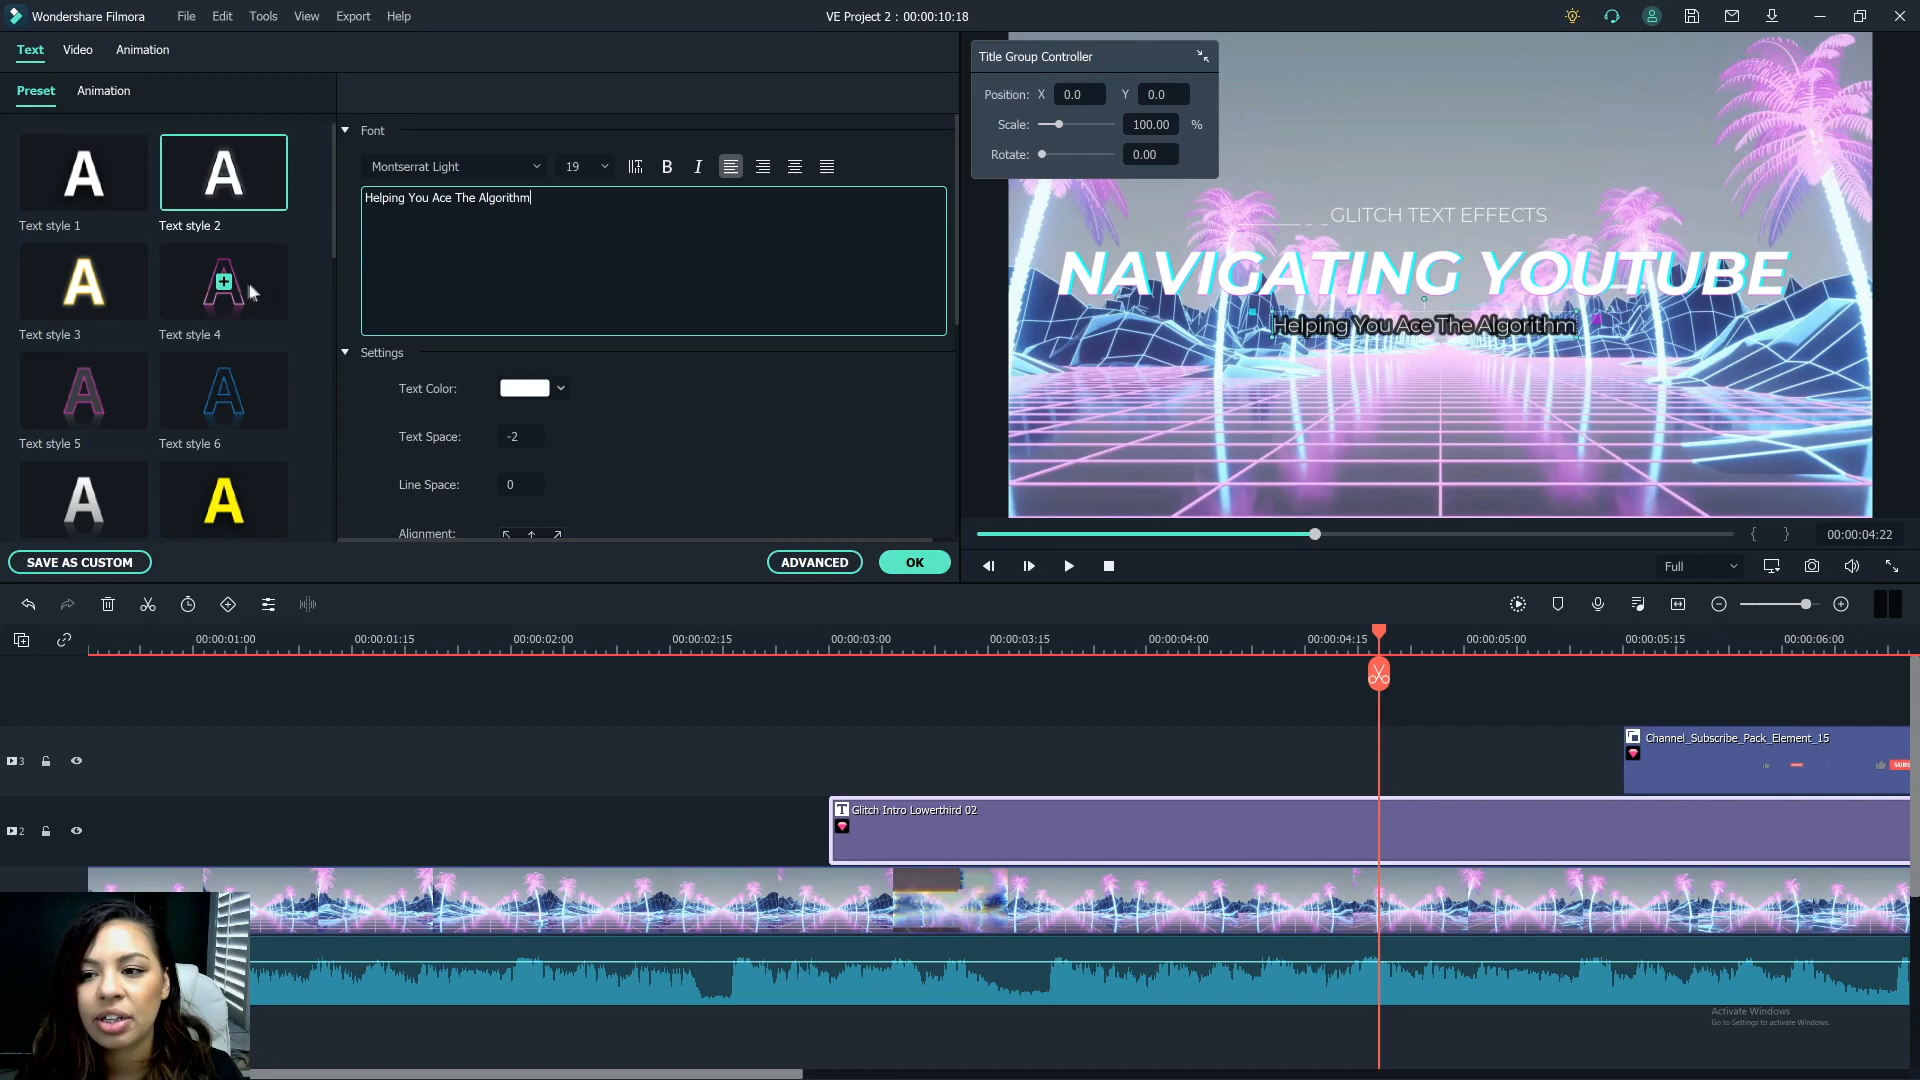 Wondershare Filmora
File
Edit
Tools
View
Export
Help
VE Project 2 : 00:00:10:18
Text
Video
Animation
Preset
Animation
A
Text style 1
A
Text style 2
A
Text style 3
A
Text style 4
A
Text style 5
A
Text style 6
A
A
Font
Montserrat Light
19
B
I
Helping You Ace The Algorithm
Settings
Text Color:
Text Space:
-2
Line Space:
0
Alignment:
SAVE AS CUSTOM
ADVANCED
OK
Title Group Controller
Position:
X
0.0
Y
0.0
Scale:
100.00
%
Rotate:
0.00
GLITCH TEXT EFFECTS
NAVIGATING YOUTUBE
Helping You Ace The Algorithm
{ }
00:00:04:22
Full
00:00:01:00
00:00:01:15
00:00:02:00
00:00:02:15
00:00:03:00
00:00:03:15
00:00:04:00
00:00:04:15
00:00:05:00
00:00:05:15
00:00:06:00
3
Channel_Subscribe_Pack_Element_15
SUBS
2
T
Glitch Intro Lowerthird 02
Activate Windows
Go to Settings to activate Windows.